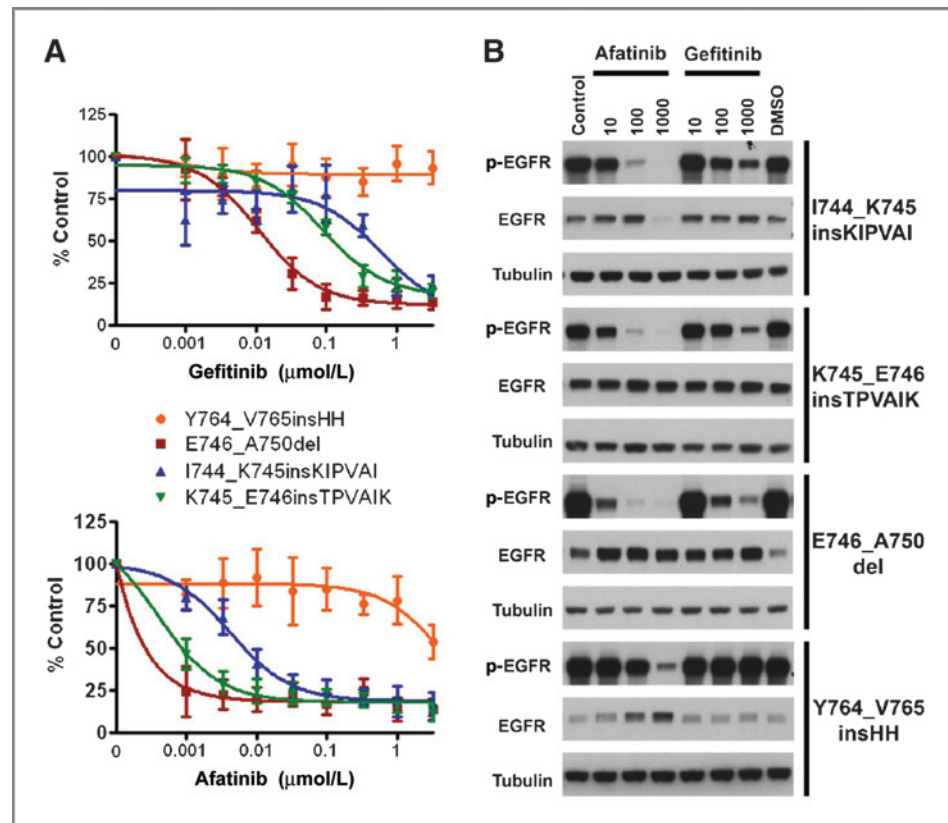 A
125
100
75
50
25
0
% Control
0
0.001
0.01
0.1
1
Gefitinib (μmol/L)
Y764_V765insHH
E746_A750del
I744_K745insKIPVAI
K745_E746insTPVAIK
125
100
75
50
25
0
% Control
0
0.001
0.01
0.1
1
Afatinib (μmol/L)
B
Afatinib
Gefitinib
Control
10
100
1000
10
100
1000
DMSO
p-EGFR
EGFR
Tubulin
I744_K745
insKIPVAI
p-EGFR
EGFR
Tubulin
K745_E746
insTPVAIK
p-EGFR
EGFR
Tubulin
E746_A750
del
p-EGFR
EGFR
Tubulin
Y764_V765
insHH